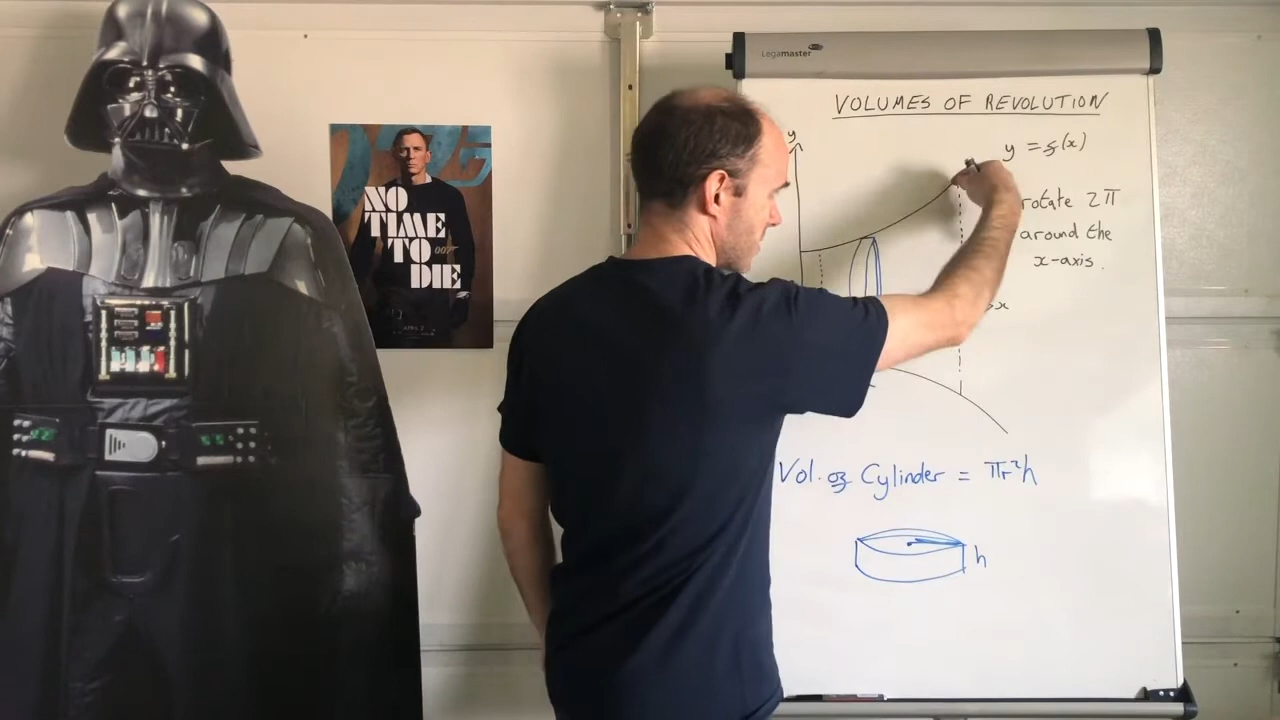 Legamaster
VOLUMES OF REVOLUTION
y
y = f(x)
rotate 2π
around the
x-axis.
x
Vol. of Cylinder = πr²h
h
NO
TIME
TO
007
DIE